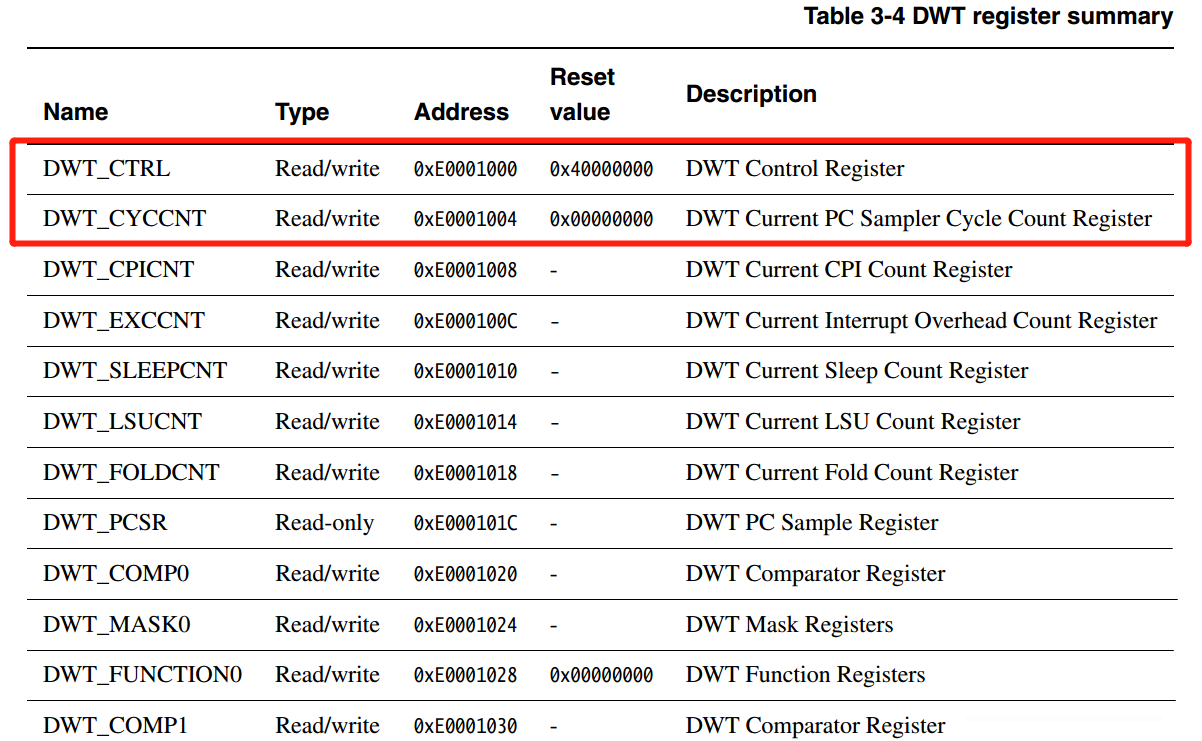 Table 3-4 DWT register summary
Name Type Address Reset value Description
DWT_CTRL Read/write 0xE0001000 0x40000000 DWT Control Register
DWT_CYCCNT Read/write 0xE0001004 0x00000000 DWT Current PC Sampler Cycle Count Register
DWT_CPICNT Read/write 0xE0001008 - DWT Current CPI Count Register
DWT_EXCCNT Read/write 0xE000100C - DWT Current Interrupt Overhead Count Register
DWT_SLEEPCNT Read/write 0xE0001010 - DWT Current Sleep Count Register
DWT_LSUCNT Read/write 0xE0001014 - DWT Current LSU Count Register
DWT_FOLDCNT Read/write 0xE0001018 - DWT Current Fold Count Register
DWT_PCSR Read-only 0xE000101C - DWT PC Sample Register
DWT_COMP0 Read/write 0xE0001020 - DWT Comparator Register
DWT_MASK0 Read/write 0xE0001024 - DWT Mask Registers
DWT_FUNCTION0 Read/write 0xE0001028 0x00000000 DWT Function Registers
DWT_COMP1 Read/write 0xE0001030 - DWT Comparator Register